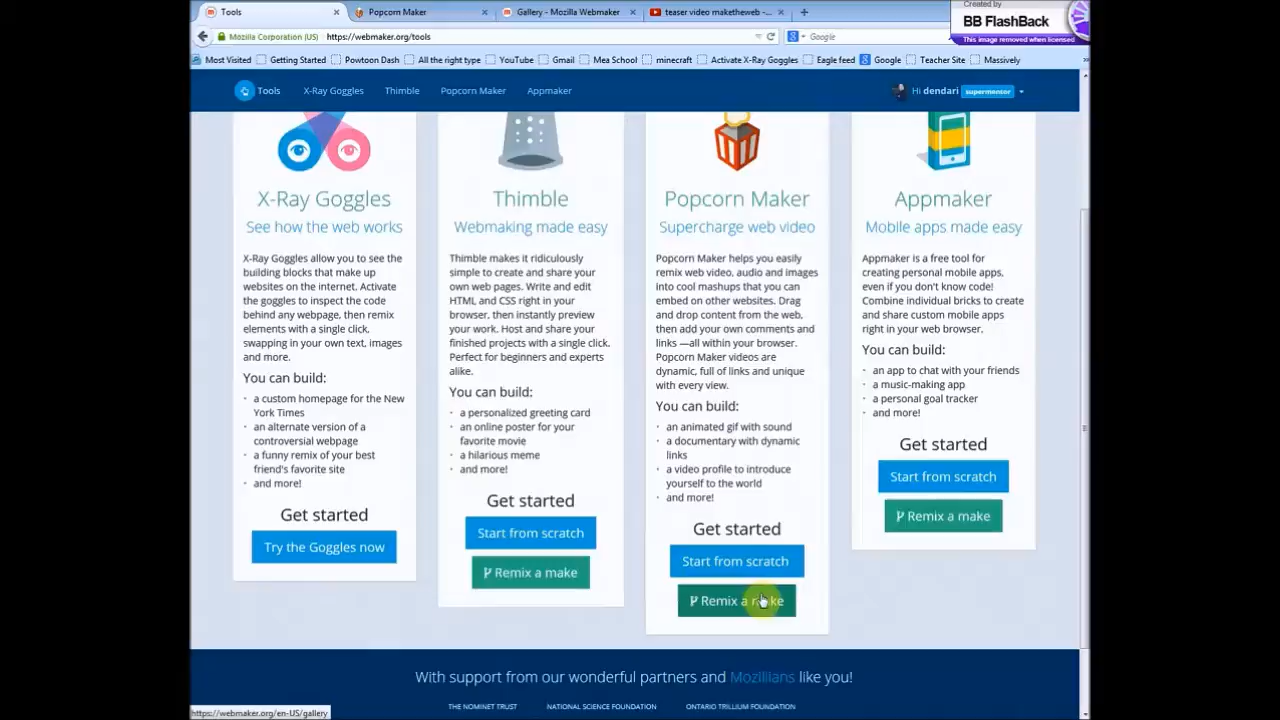 Tools
Popcorn Maker
Gallery - Mozilla Webmaker
teaser video maketheweb -...
Created by
BB FlashBack
This image removed when licensed
Mozilla Corporation (US)
https://webmaker.org/tools
Google
Most Visited
Getting Started
Powtoon Dash
All the right type
YouTube
Gmail
Mea School
minecraft
Activate X-Ray Goggles
Eagle feed
Google
Teacher Site
Massively
Tools
X-Ray Goggles
Thimble
Popcorn Maker
Appmaker
Hi dendari
supermentor
X-Ray Goggles
See how the web works
X-Ray Goggles allow you to see the
building blocks that make up
websites on the internet. Activate
the goggles to inspect the code
behind any webpage, then remix
elements with a single click,
swapping in your own text, images
and more.
You can build:
a custom homepage for the New
York Times
an alternate version of a
controversial webpage
a funny remix of your best
friend's favorite site
and more!
Get started
Try the Goggles now
Thimble
Webmaking made easy
Thimble makes it ridiculously
simple to create and share your
own web pages. Write and edit
HTML and CSS right in your
browser, then instantly preview
your work. Host and share your
finished projects with a single click.
Perfect for beginners and experts
alike.
You can build:
a personalized greeting card
an online poster for your
favorite movie
a hilarious meme
and more!
Get started
Start from scratch
Remix a make
Popcorn Maker
Supercharge web video
Popcorn Maker helps you easily
remix web video, audio and images
into cool mashups that you can
embed on other websites. Drag
and drop content from the web,
then add your own comments and
links —all within your browser.
Popcorn Maker videos are
dynamic, full of links and unique
with every view.
You can build:
an animated gif with sound
a documentary with dynamic
links
a video profile to introduce
yourself to the world
and more!
Get started
Start from scratch
Remix a make
Appmaker
Mobile apps made easy
Appmaker is a free tool for
creating personal mobile apps,
even if you don't know code!
Combine individual bricks to create
and share custom mobile apps
right in your web browser.
You can build:
an app to chat with your friends
a music-making app
a personal goal tracker
and more!
Get started
Start from scratch
Remix a make
With support from our wonderful partners and Mozillians like you!
THE NOMINET TRUST
NATIONAL SCIENCE FOUNDATION
ONTARIO TRILLIUM FOUNDATION
https://webmaker.org/en-US/gallery